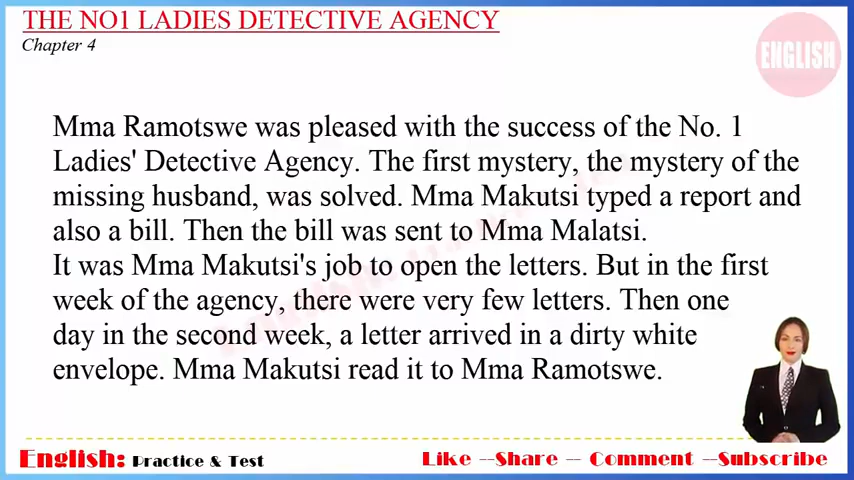 THE NO1 LADIES DETECTIVE AGENCY
Chapter 4
ENGLISH
Mma Ramotswe was pleased with the success of the No. 1
Ladies' Detective Agency. The first mystery, the mystery of the
missing husband, was solved. Mma Makutsi typed a report and
also a bill. Then the bill was sent to Mma Malatsi.
It was Mma Makutsi's job to open the letters. But in the first
week of the agency, there were very few letters. Then one
day in the second week, a letter arrived in a dirty white
envelope. Mma Makutsi read it to Mma Ramotswe.
English: Practice & Test
Like --Share -- Comment --Subscribe